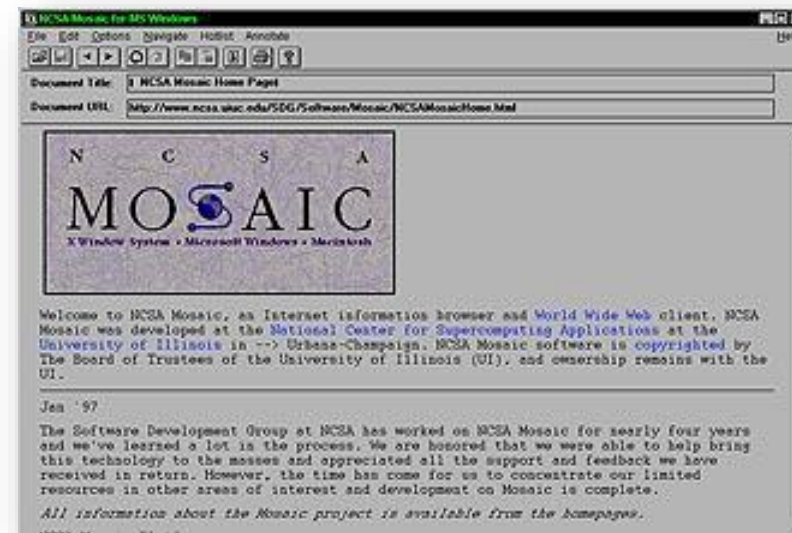 NCSA Mosaic for MS Windows
File Edit Options Navigate Hotlist Annotate Hel
Document Title: NCSA Mosaic Home Page
Document URL: http://www.ncsa.uiuc.edu/SDG/Software/Mosaic/NCSAMosaicHome.html
N C S A
MOSAIC
X Window System • Microsoft Windows • Macintosh
Welcome to NCSA Mosaic, an Internet information browser and World Wide Web client. NCSA
Mosaic was developed at the National Center for Supercomputing Applications at the
University of Illinois in --> Urbana-Champaign. NCSA Mosaic software is copyrighted by
The Board of Trustees of the University of Illinois (UI), and ownership remains with the
UI.
Jan '97
The Software Development Group at NCSA has worked on NCSA Mosaic for nearly four years
and we've learned a lot in the process. We are honored that we were able to help bring
this technology to the masses and appreciated all the support and feedback we have
received in return. However, the time has come for us to concentrate our limited
resources in other areas of interest and development on Mosaic is complete.
All information about the Mosaic project is available from the homepages.